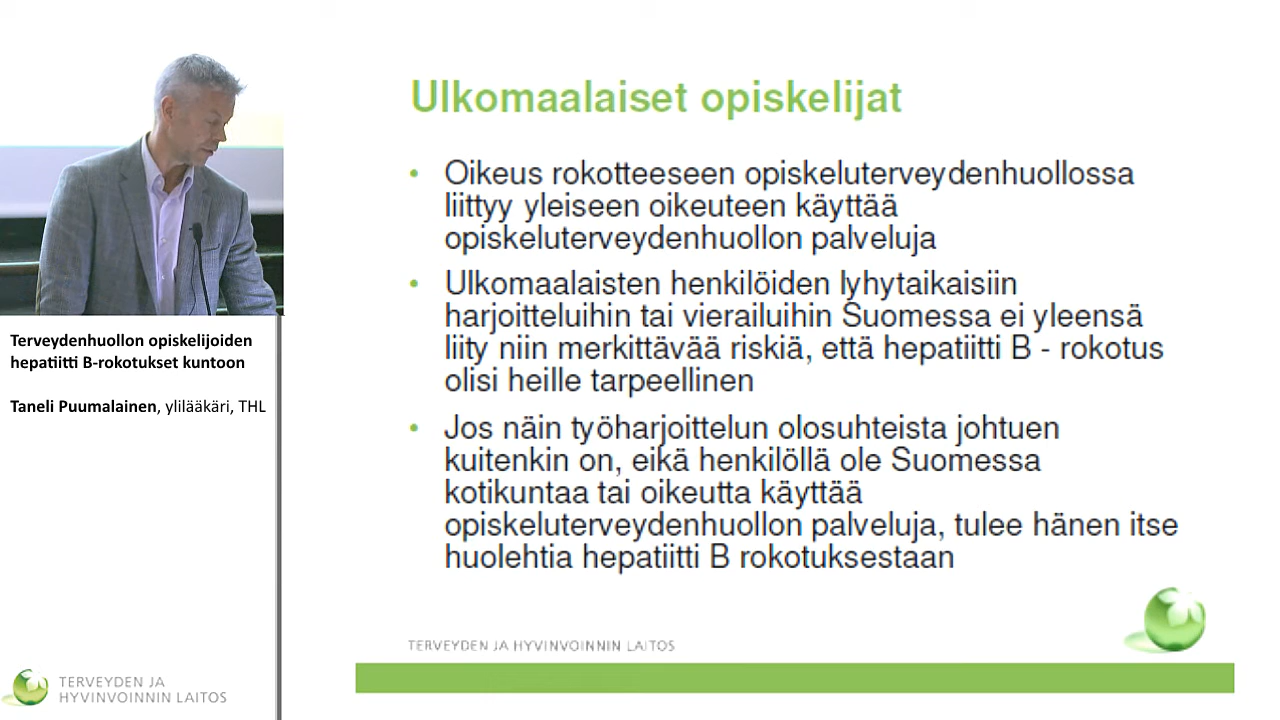 Ulkomaalaiset opiskelijat
• Oikeus rokotteeseen opiskeluterveydenhuollossa
liittyy yleiseen oikeuteen käyttää
opiskeluterveydenhuollon palveluja
• Ulkomaalaisten henkilöiden lyhytaikaisiin
harjoitteluihin tai vierailuihin Suomessa ei yleensä
liity niin merkittävää riskiä, että hepatiitti B - rokotus
olisi heille tarpeellinen
• Jos näin työharjoittelun olosuhteista johtuen
kuitenkin on, eikä henkilöllä ole Suomessa
kotikuntaa tai oikeutta käyttää
opiskeluterveydenhuollon palveluja, tulee hänen itse
huolehtia hepatiitti B rokotuksestaan
TERVEYDEN JA HYVINVOINNIN LAITOS
Terveydenhuollon opiskelijoiden
hepatiitti B-rokotukset kuntoon
Taneli Puumalainen, ylilääkäri, THL
TERVEYDEN JA
HYVINVOINNIN LAITOS